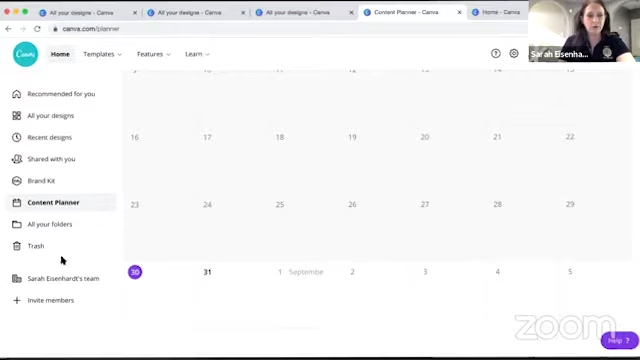 All your designs - Canva
All your designs - Canva
All your designs - Canva
Content Planner - Canva
Home - Canva
canva.com/planner
Canva
Home
Templates
Features
Learn
Sarah Eisenha...
Recommended for you
All your designs
Recent designs
Shared with you
Brand Kit
Content Planner
All your folders
Trash
Sarah Eisenhardt's team
Invite members
16 17 18 19 20 21 22
23 24 25 26 27 28 29
30 31 1 Septembe 2 3 4 5
zoom
Help ?